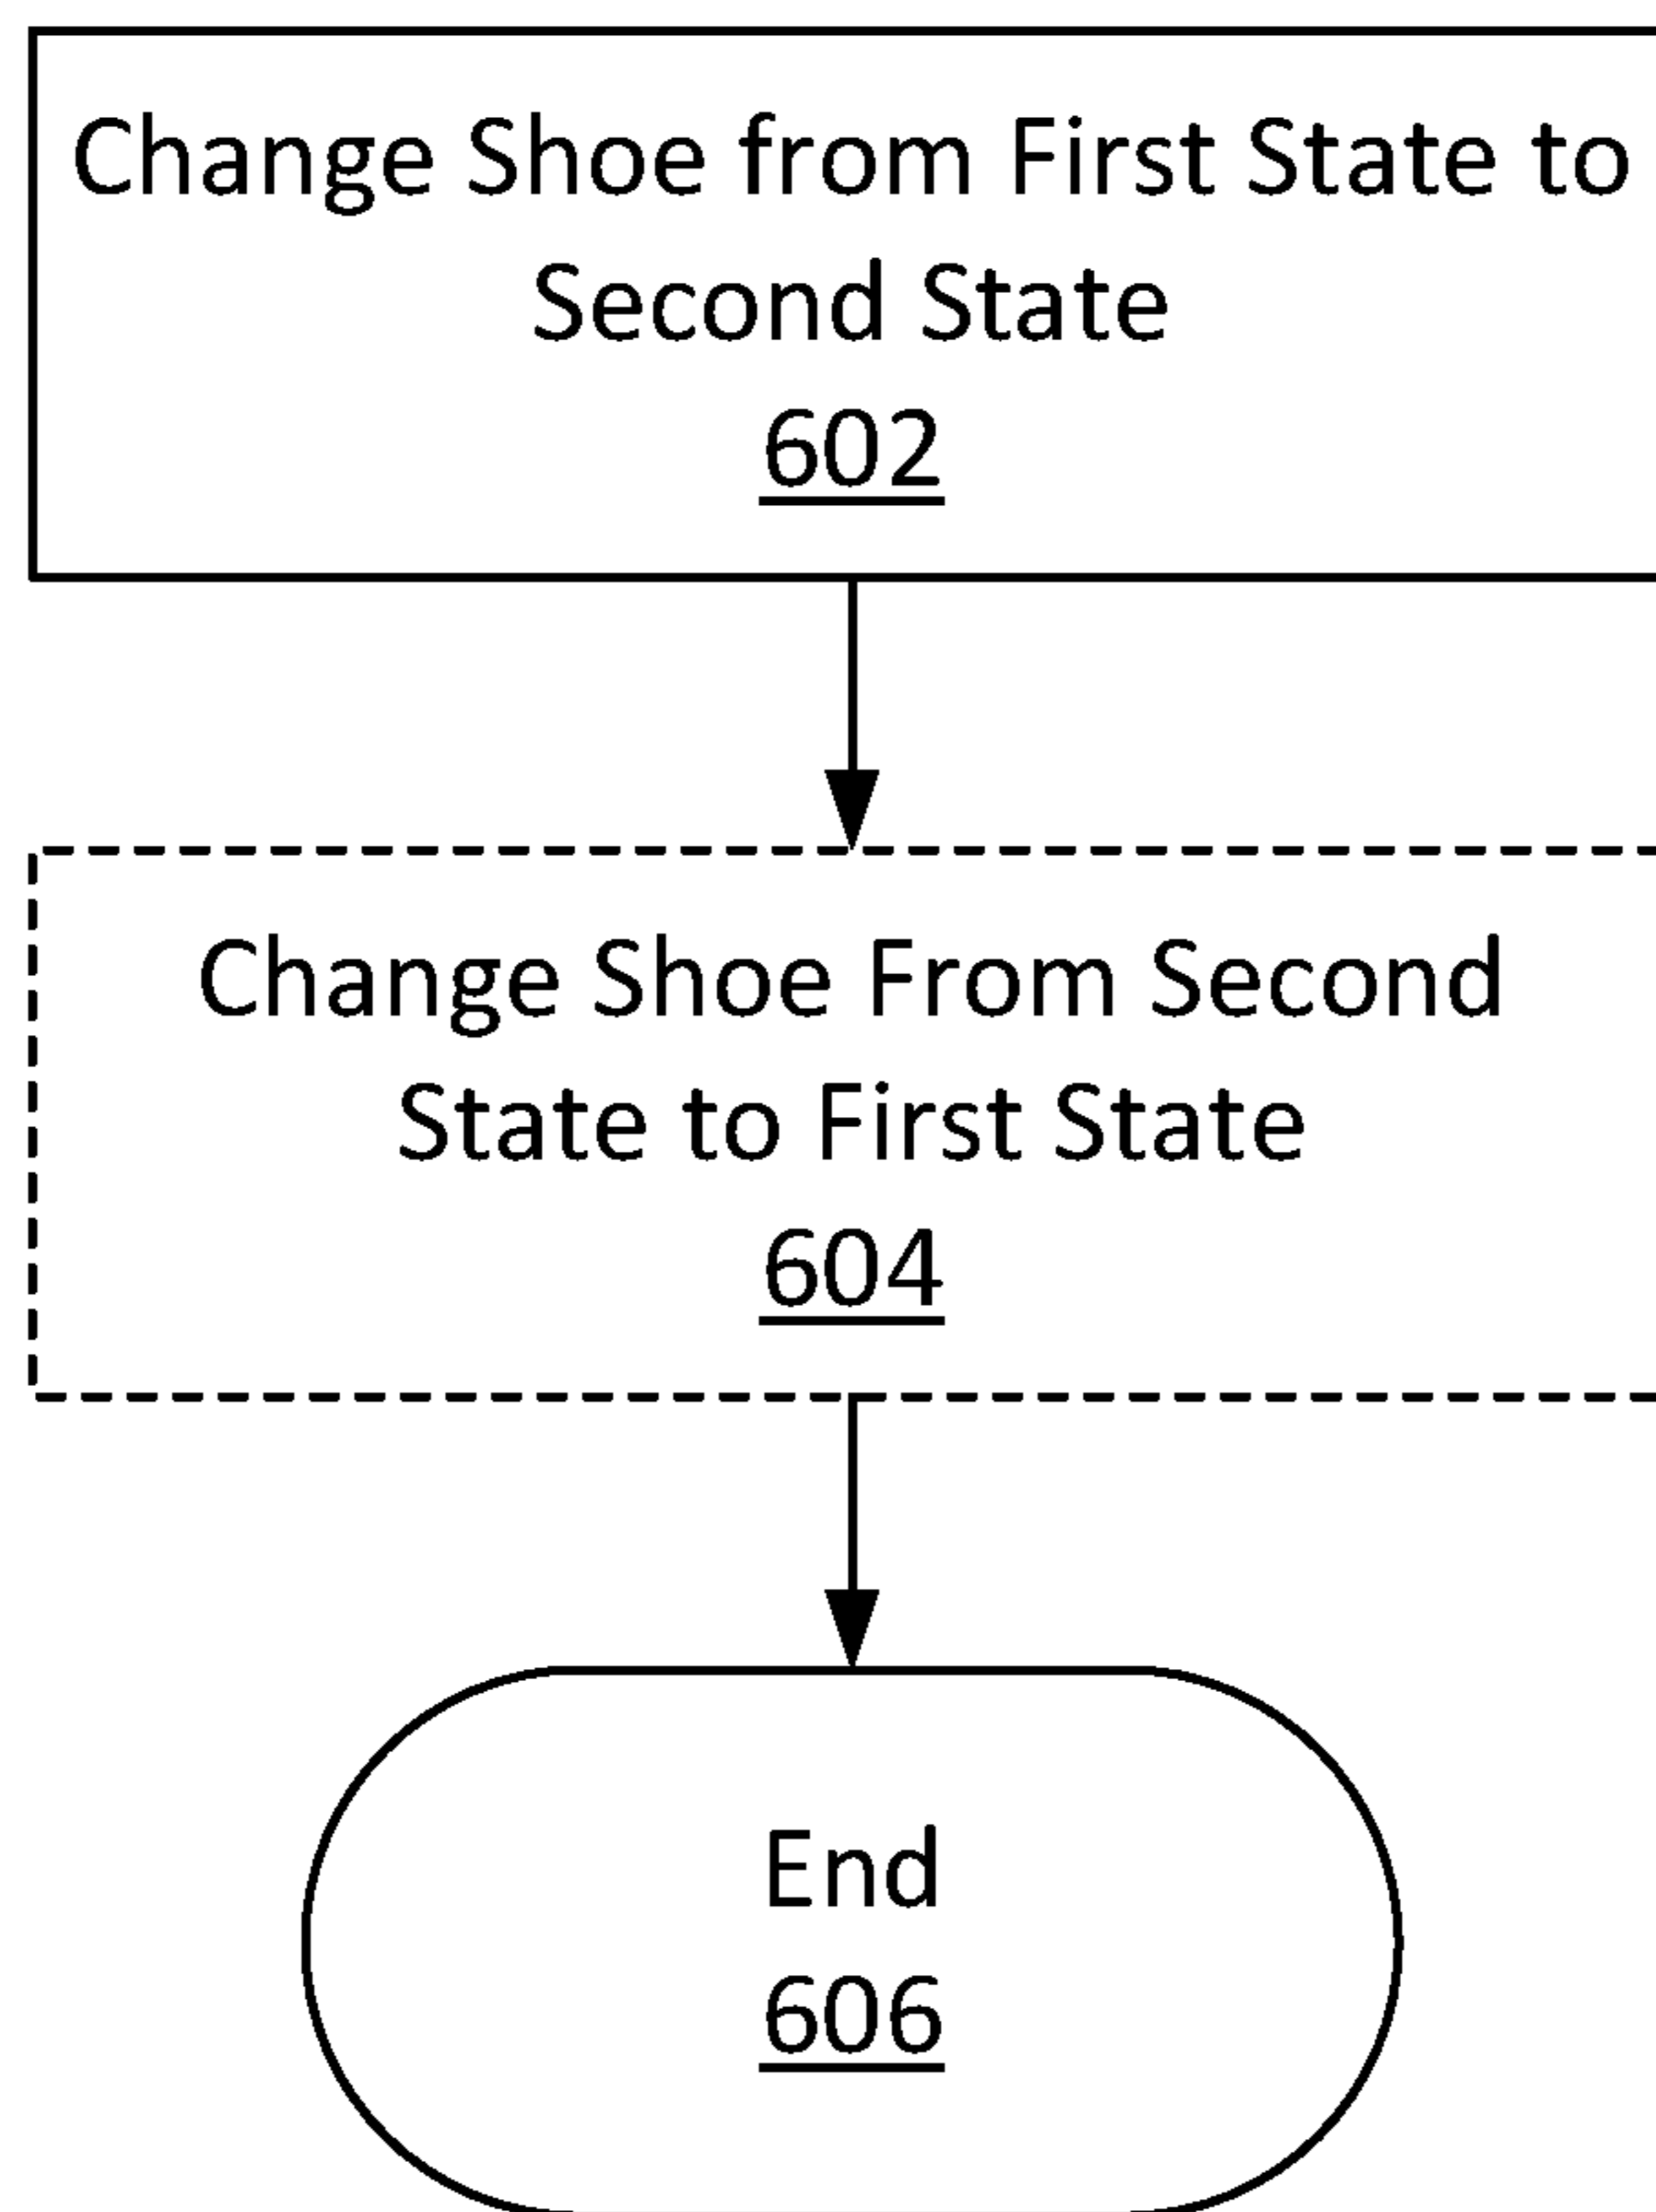 Change Shoe from First State to
Second State
602
Change Shoe From Second
State to First State
604
End
606